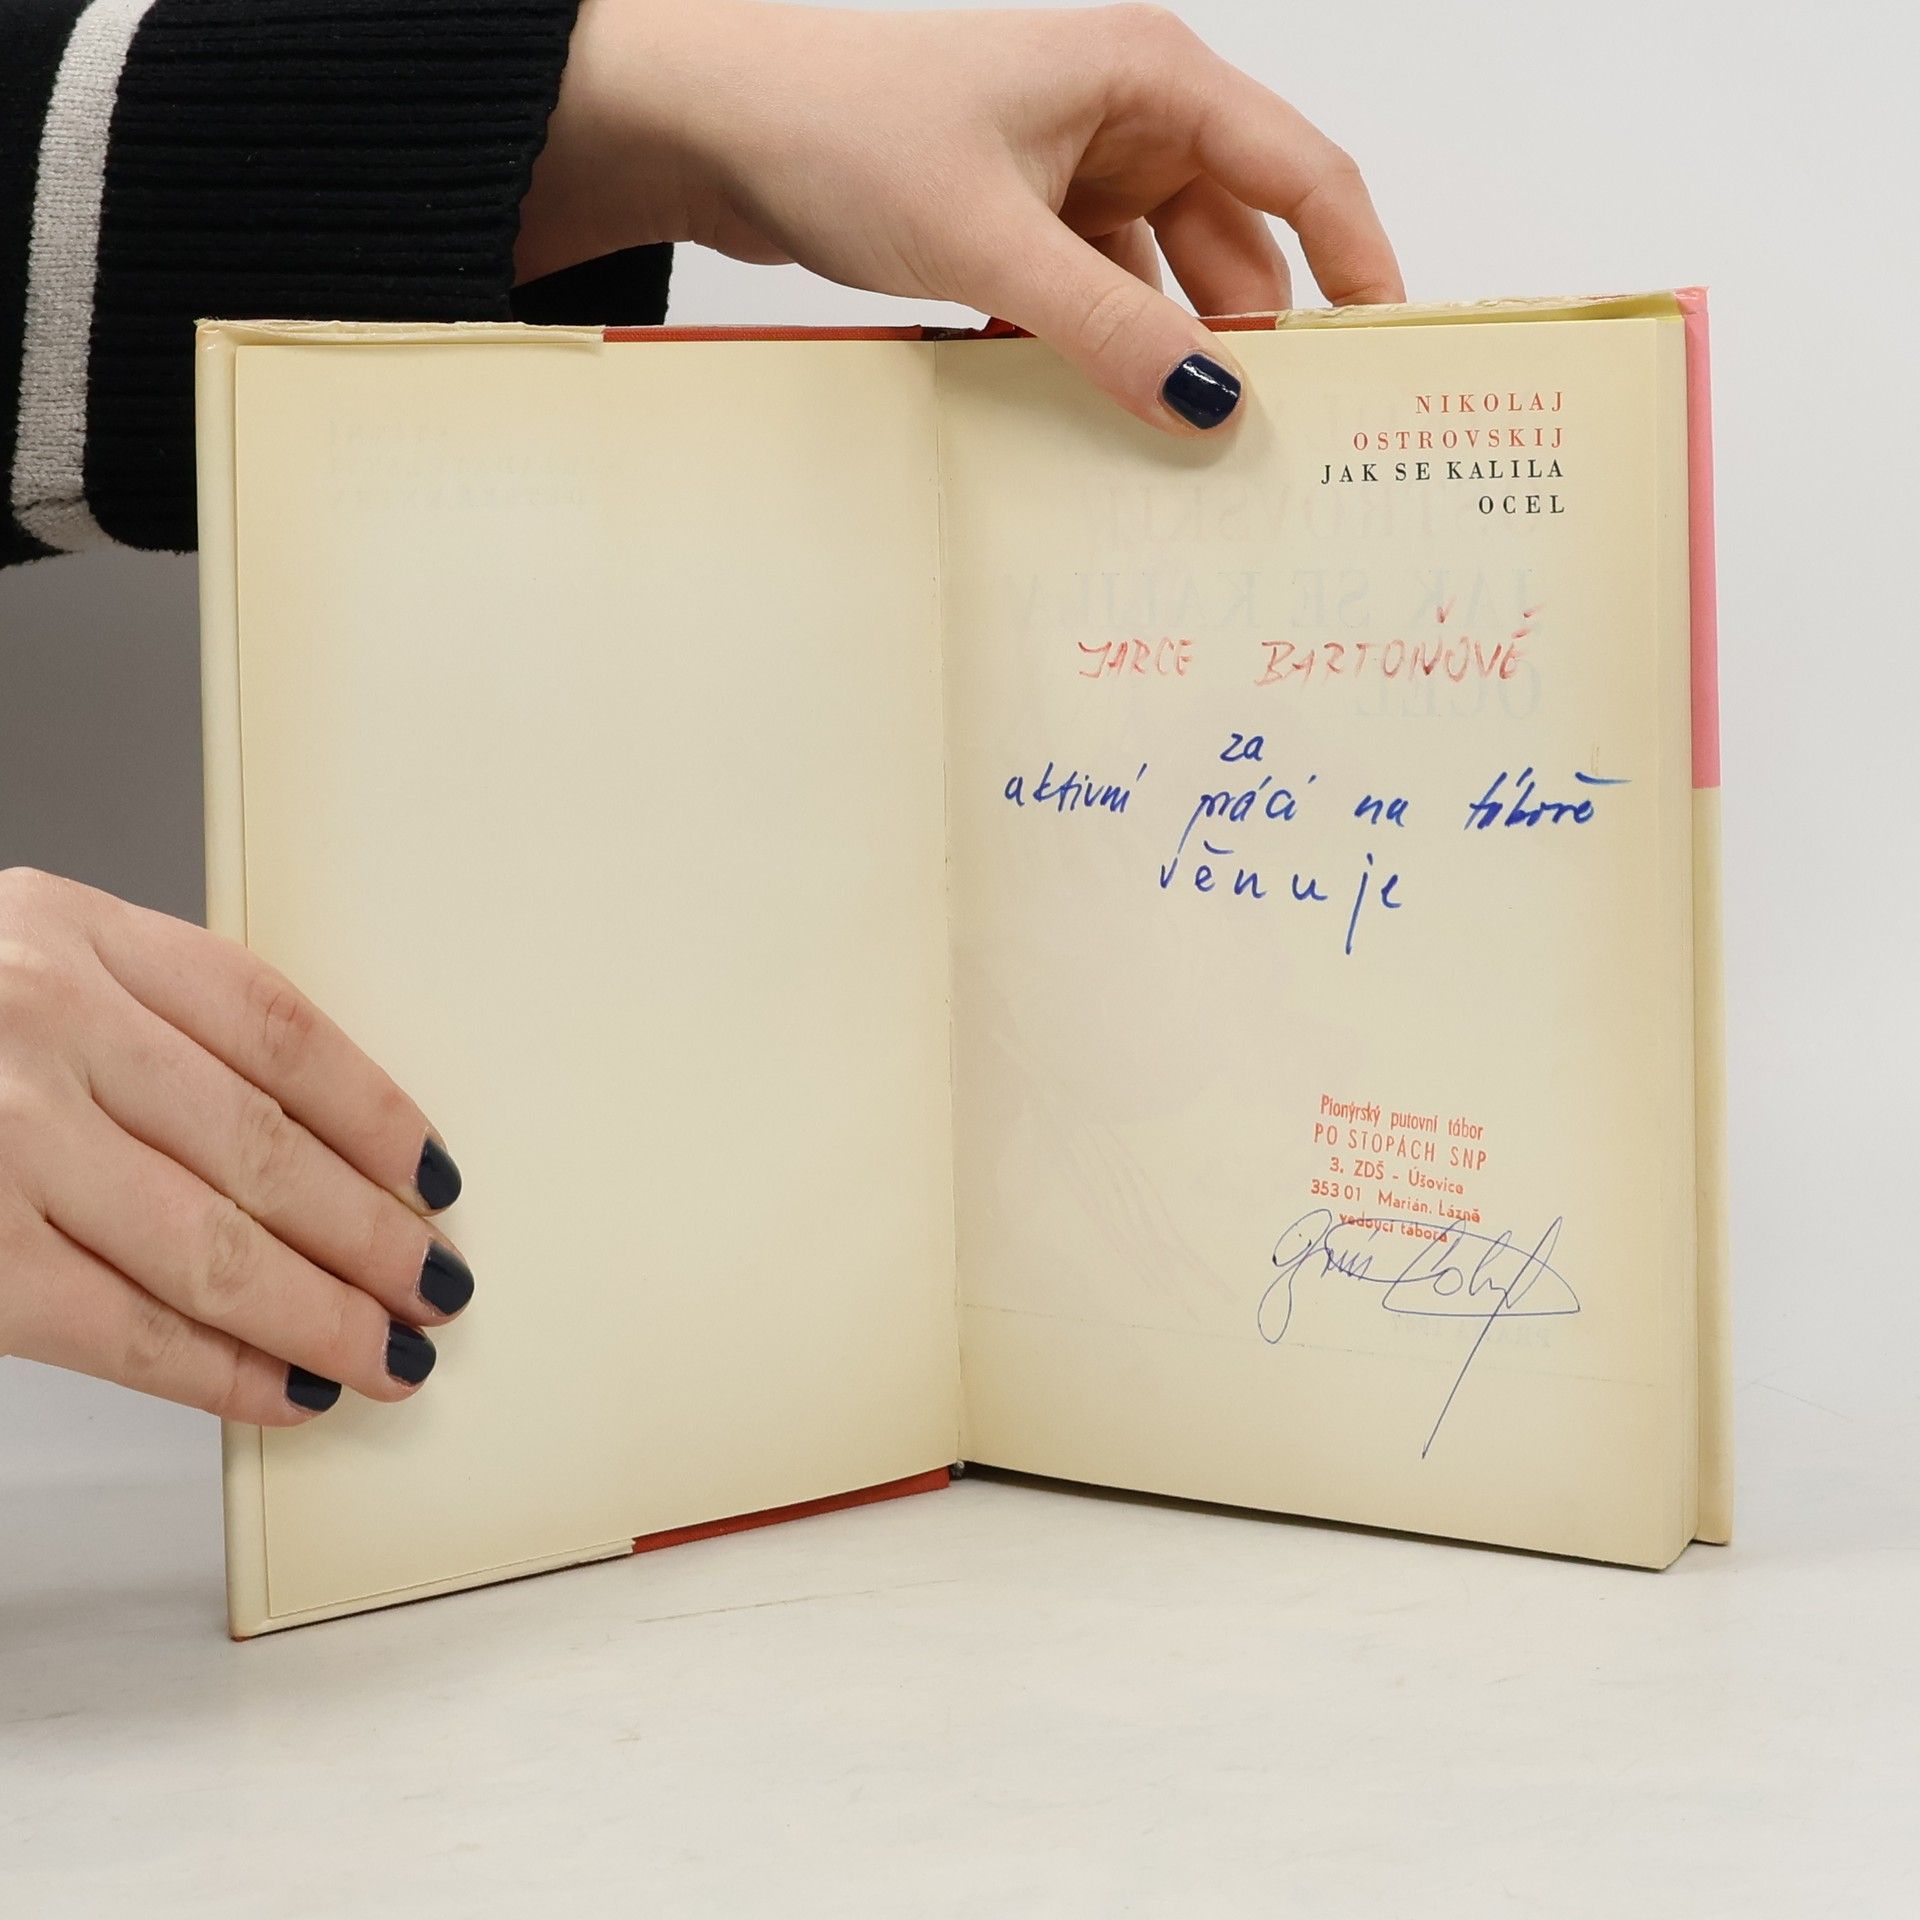 NIKOLAJ
OSTROVSKIJ
JAK SE KALILA
OCEL
JARCE BARTOŇOVÉ
za
aktivní práci na táboře
věnuje
Pionýrský putovní tábor
PO STOPÁCH SNP
3. ZDŠ - Úšovice
353 01 Marián. Lázně
vedoucí tábora